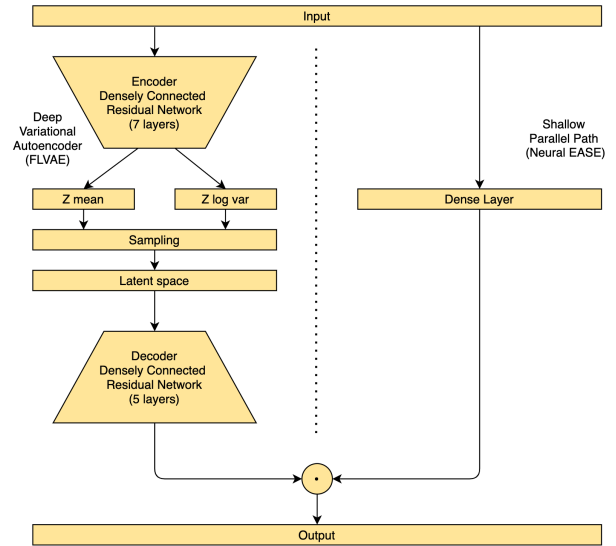 Input
Encoder
Densely Connected
Residual Network
(7 layers)
Deep
Variational
Autoencoder
(FLVAE)
Shallow
Parallel Path
(Neural EASE)
Z mean
Z log var
Dense Layer
Sampling
Latent space
Decoder
Densely Connected
Residual Network
(5 layers)
Output